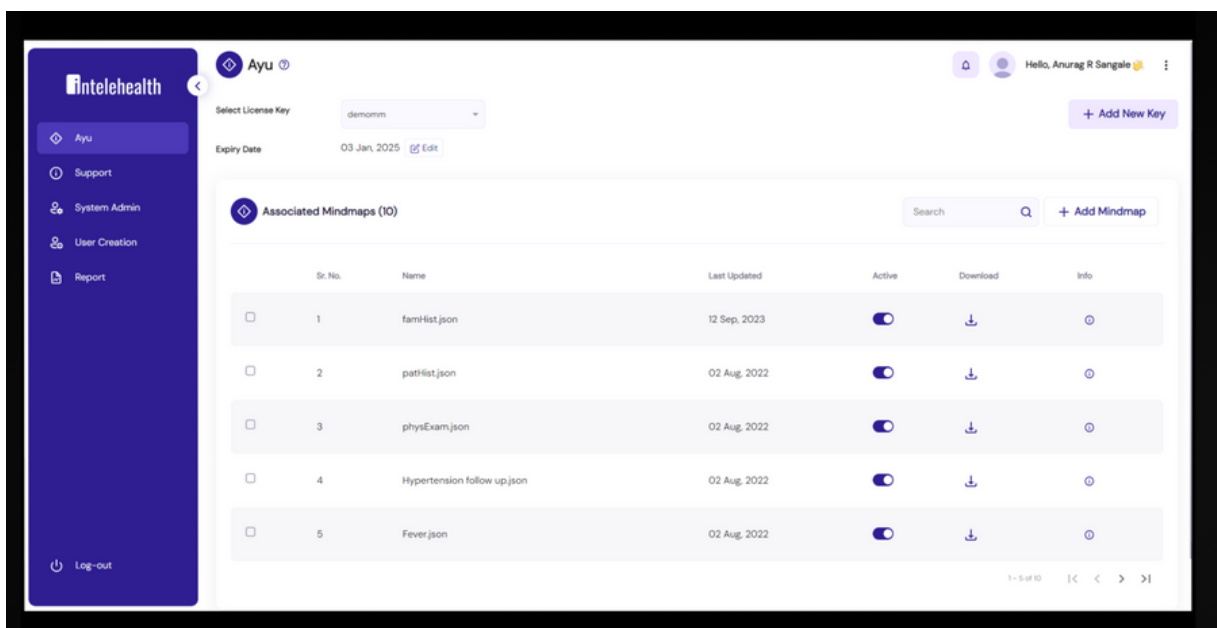 intelehealth
Ayu
Support
System Admin
User Creation
Report
Log-out
Ayu
Hello, Anurag R Sangale
Select License Key demomm
+ Add New Key
Expiry Date 03 Jan, 2025 Edit
Associated Mindmaps (10) Search + Add Mindmap
Sr. No. Name Last Updated Active Download Info
1 famHist.json 12 Sep, 2023
2 patHist.json 02 Aug, 2022
3 physExam.json 02 Aug, 2022
4 Hypertension follow up.json 02 Aug, 2022
5 Fever.json 02 Aug, 2022
1 – 5 of 10